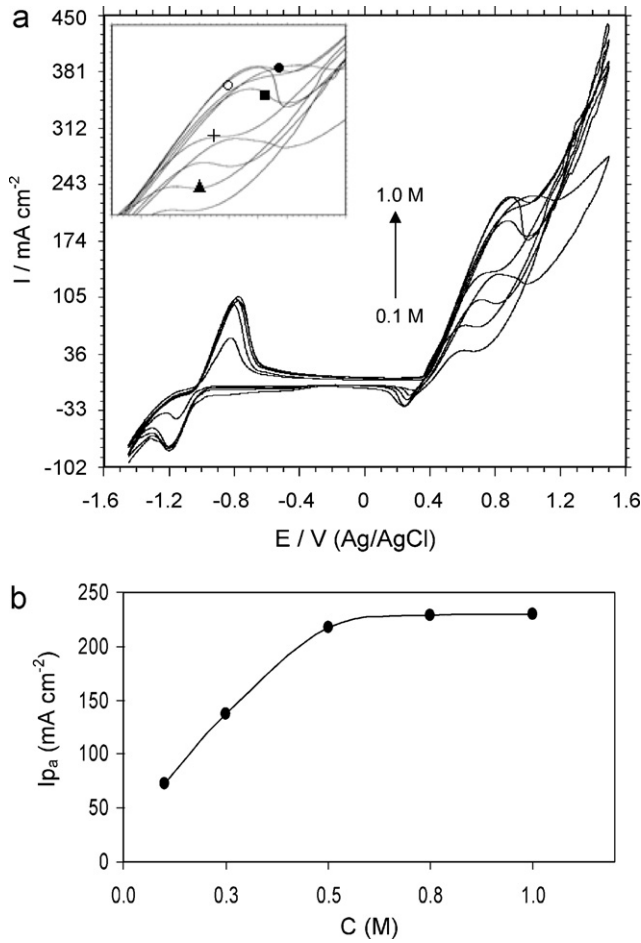 a
450
381
312
243
174
105
36
-33
-102
I / mA cm-2
1.0 M
0.1 M
-1.6 -1.2 -0.8 -0.4 0 0.4 0.8 1.2 1.6
E / V (Ag/AgCl)
b
250
200
150
100
50
0
Ipa (mA cm-2)
0.0 0.3 0.5 0.8 1.0
C (M)